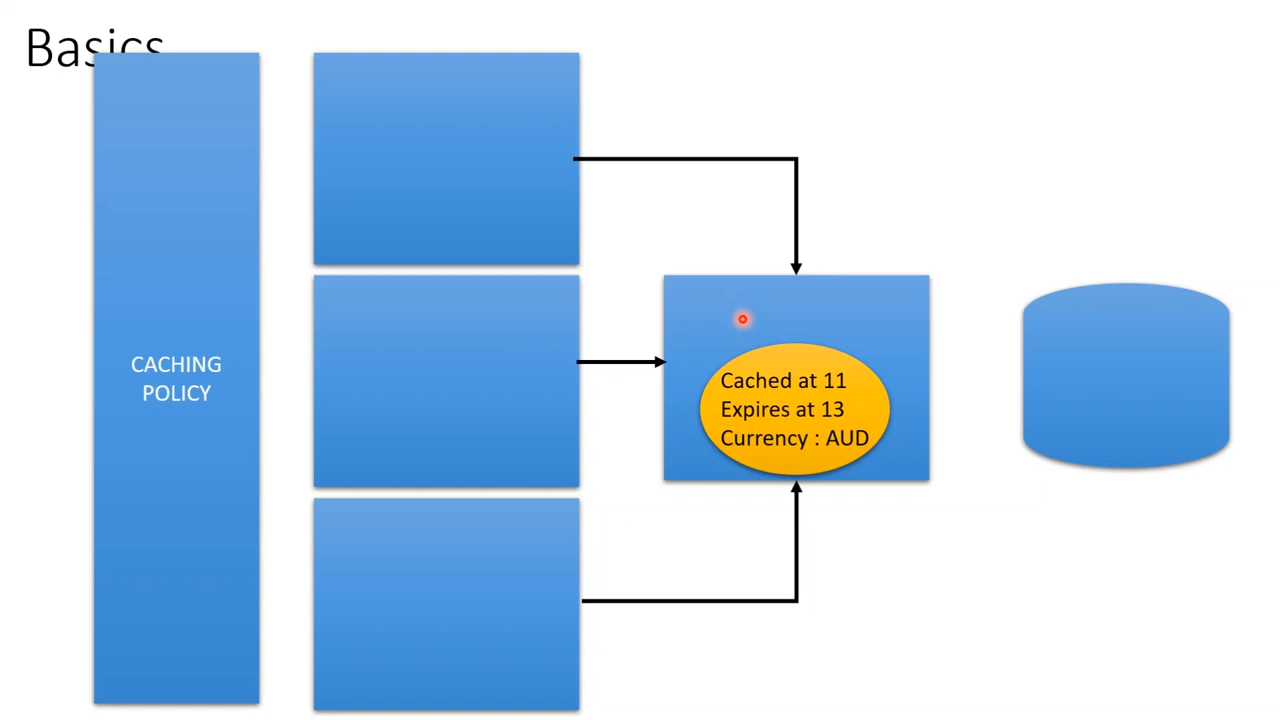 Basics
CACHING
POLICY
Cached at 11
Expires at 13
Currency : AUD